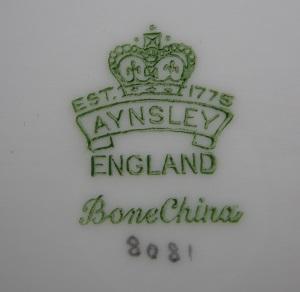 EST. 1775
AYNSLEY
ENGLAND
Bone China
8081